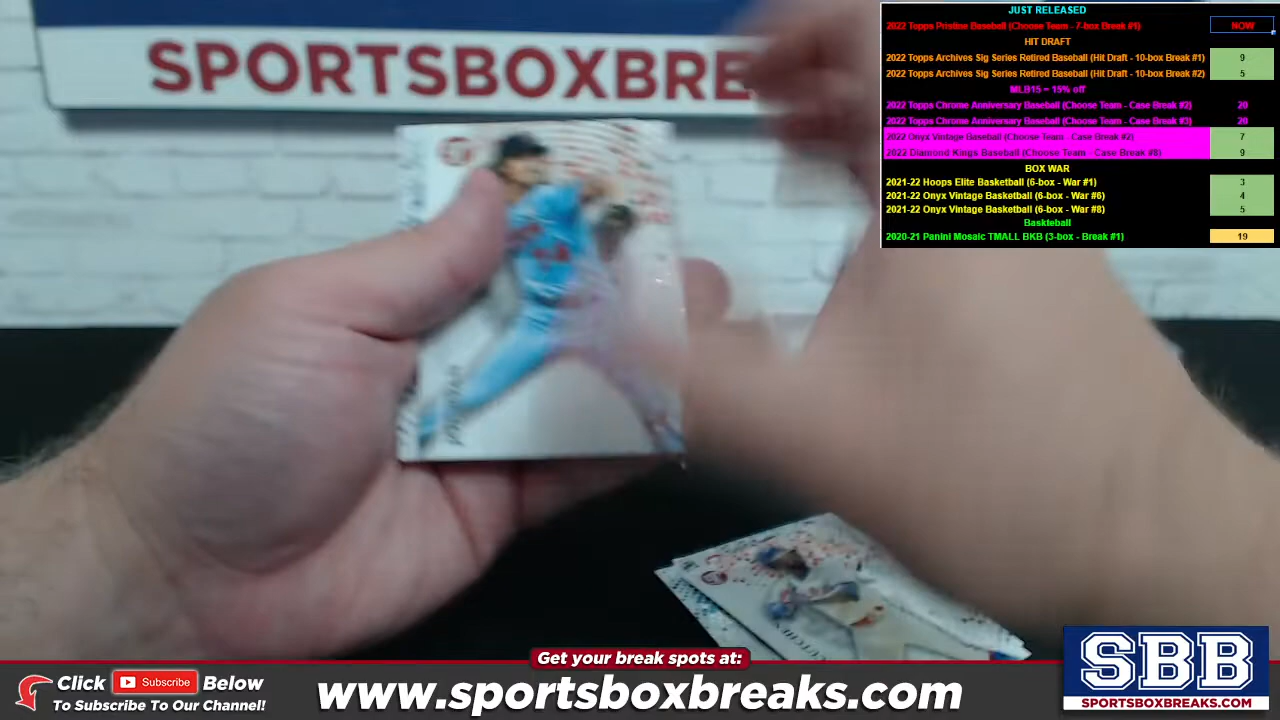 SPORTSBOXBRE
JUST RELEASED
2022 Topps Pristine Baseball (Choose Team - 7-box Break #1) NOW
HIT DRAFT
2022 Topps Archives Sig Series Retired Baseball (Hit Draft - 10-box Break #1) 9
2022 Topps Archives Sig Series Retired Baseball (Hit Draft - 10-box Break #2) 5
MLB15 = 15% off
2022 Topps Chrome Anniversary Baseball (Choose Team - Case Break #2) 20
2022 Topps Chrome Anniversary Baseball (Choose Team - Case Break #3) 20
2022 Onyx Vintage Baseball (Choose Team - Case Break #2) 7
2022 Diamond Kings Baseball (Choose Team - Case Break #8) 9
BOX WAR
2021-22 Hoops Elite Basketball (6-box - War #1) 3
2021-22 Onyx Vintage Basketball (6-box - War #6) 4
2021-22 Onyx Vintage Basketball (6-box - War #8) 5
Baskteball
2020-21 Panini Mosaic TMALL BKB (3-box - Break #1) 19
Get your break spots at:
Click Subscribe Below
To Subscribe To Our Channel!
www.sportsboxbreaks.com
SBB
SPORTSBOXBREAKS.COM